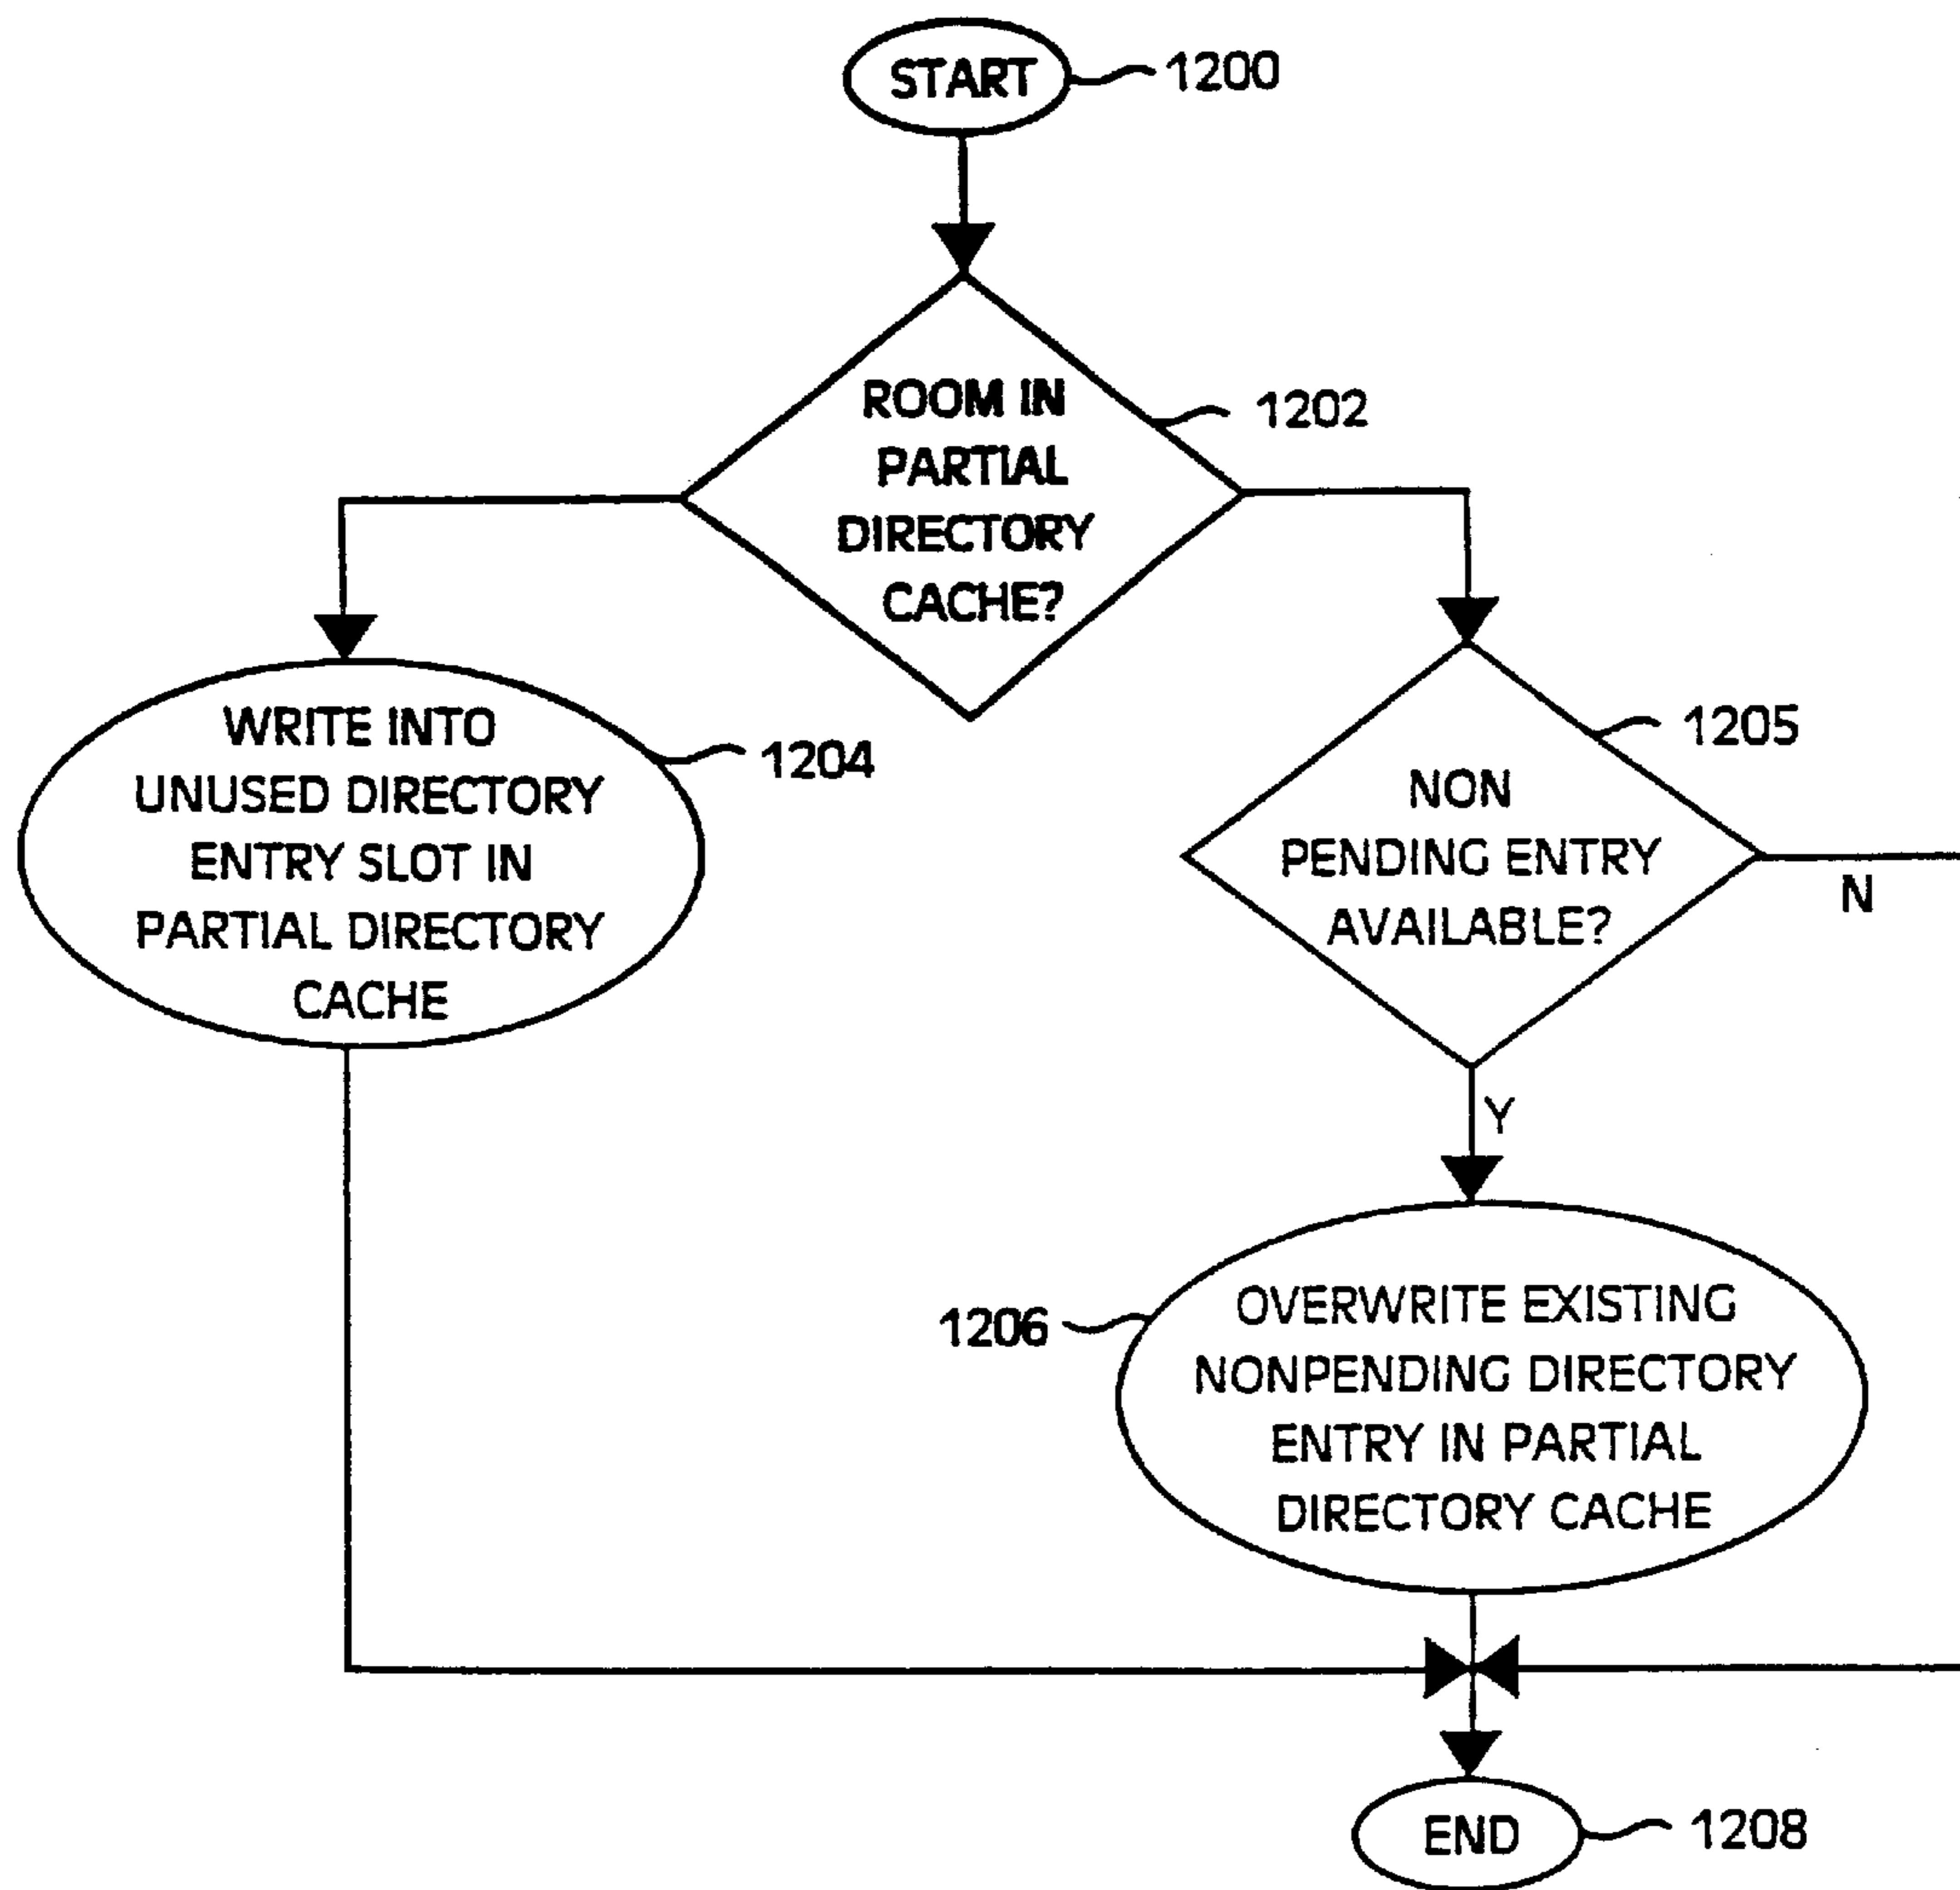 START
1200
ROOM IN
PARTIAL
DIRECTORY
CACHE?
1202
WRITE INTO
UNUSED DIRECTORY
ENTRY SLOT IN
PARTIAL DIRECTORY
CACHE
1204
NON
PENDING ENTRY
AVAILABLE?
1205
N
Y
OVERWRITE EXISTING
NONPENDING DIRECTORY
ENTRY IN PARTIAL
DIRECTORY CACHE
1206
END
1208